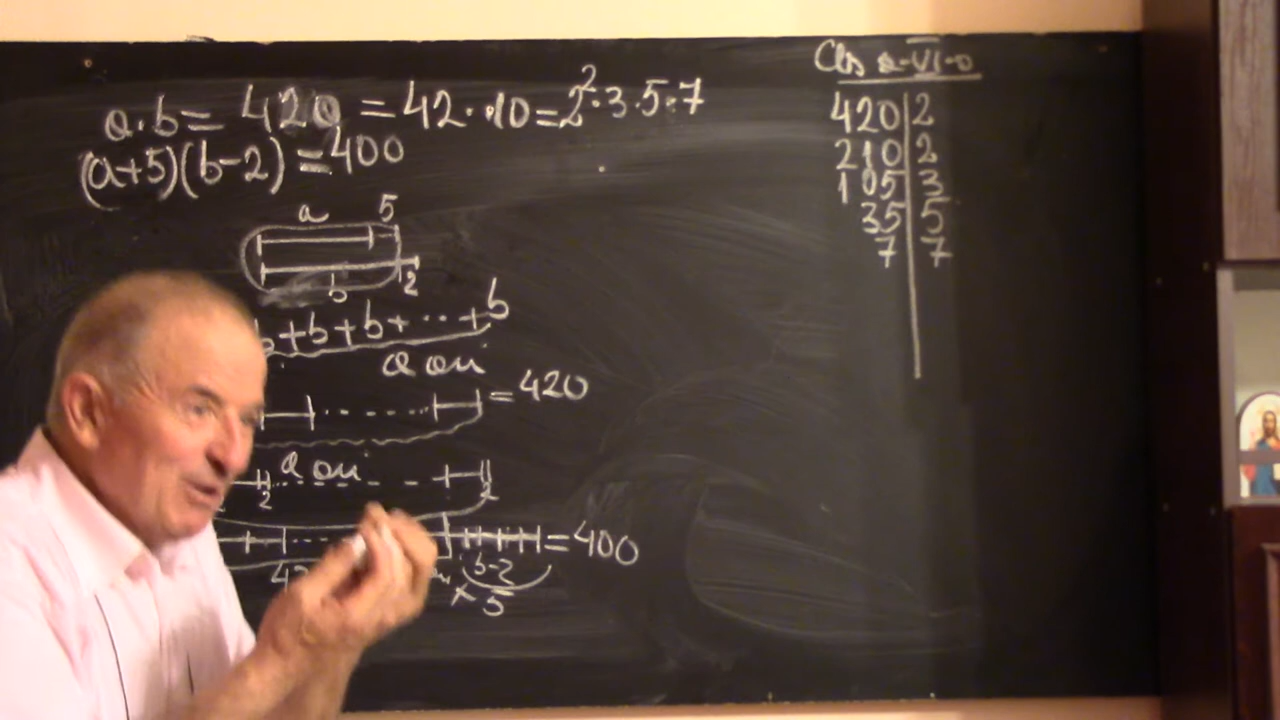 a·b = 420 = 42·10 = 2²·3·5·7
(a+5)(b-2) = 400
a 5
b 2
+b+b+···+b
a ori
= 420
a ori
2 2
= 400
b-2
× 5
Cls a-VI-a
420 | 2
210 | 2
105 | 3
35 | 5
7 | 7